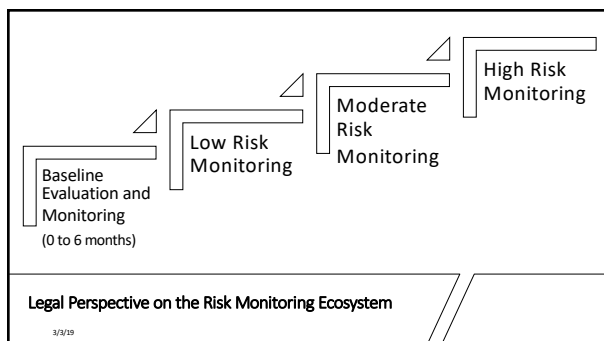 Baseline
Evaluation and
Monitoring
(0 to 6 months)
Low Risk
Monitoring
Moderate
Risk
Monitoring
High Risk
Monitoring
Legal Perspective on the Risk Monitoring Ecosystem
3/3/19